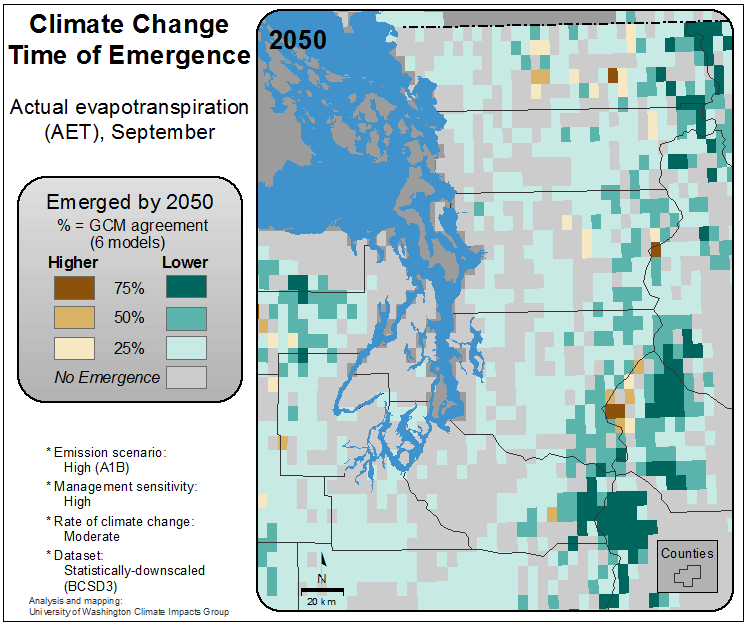 Climate Change
Time of Emergence
Actual evapotranspiration
(AET), September
Emerged by 2050
% = GCM agreement
(6 models)
Higher Lower
75%
50%
25%
No Emergence
* Emission scenario:
High (A1B)
* Management sensitivity:
High
* Rate of climate change:
Moderate
* Dataset:
Statistically-downscaled
(BCSD3)
Analysis and mapping:
University of Washington Climate Impacts Group
2050
N
20 km
Counties